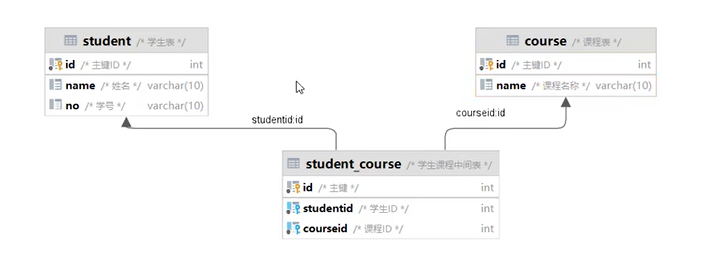 student /* 学生表 */
id /* 主键ID */ int
name /* 姓名 */ varchar(10)
no /* 学号 */ varchar(10)
course /* 课程表 */
id /* 主键ID */ int
name /* 课程名称 */ varchar(10)
studentid:id
courseid:id
student_course /* 学生课程中间表 */
id /* 主键 */ int
studentid /* 学生ID */ int
courseid /* 课程ID */ int